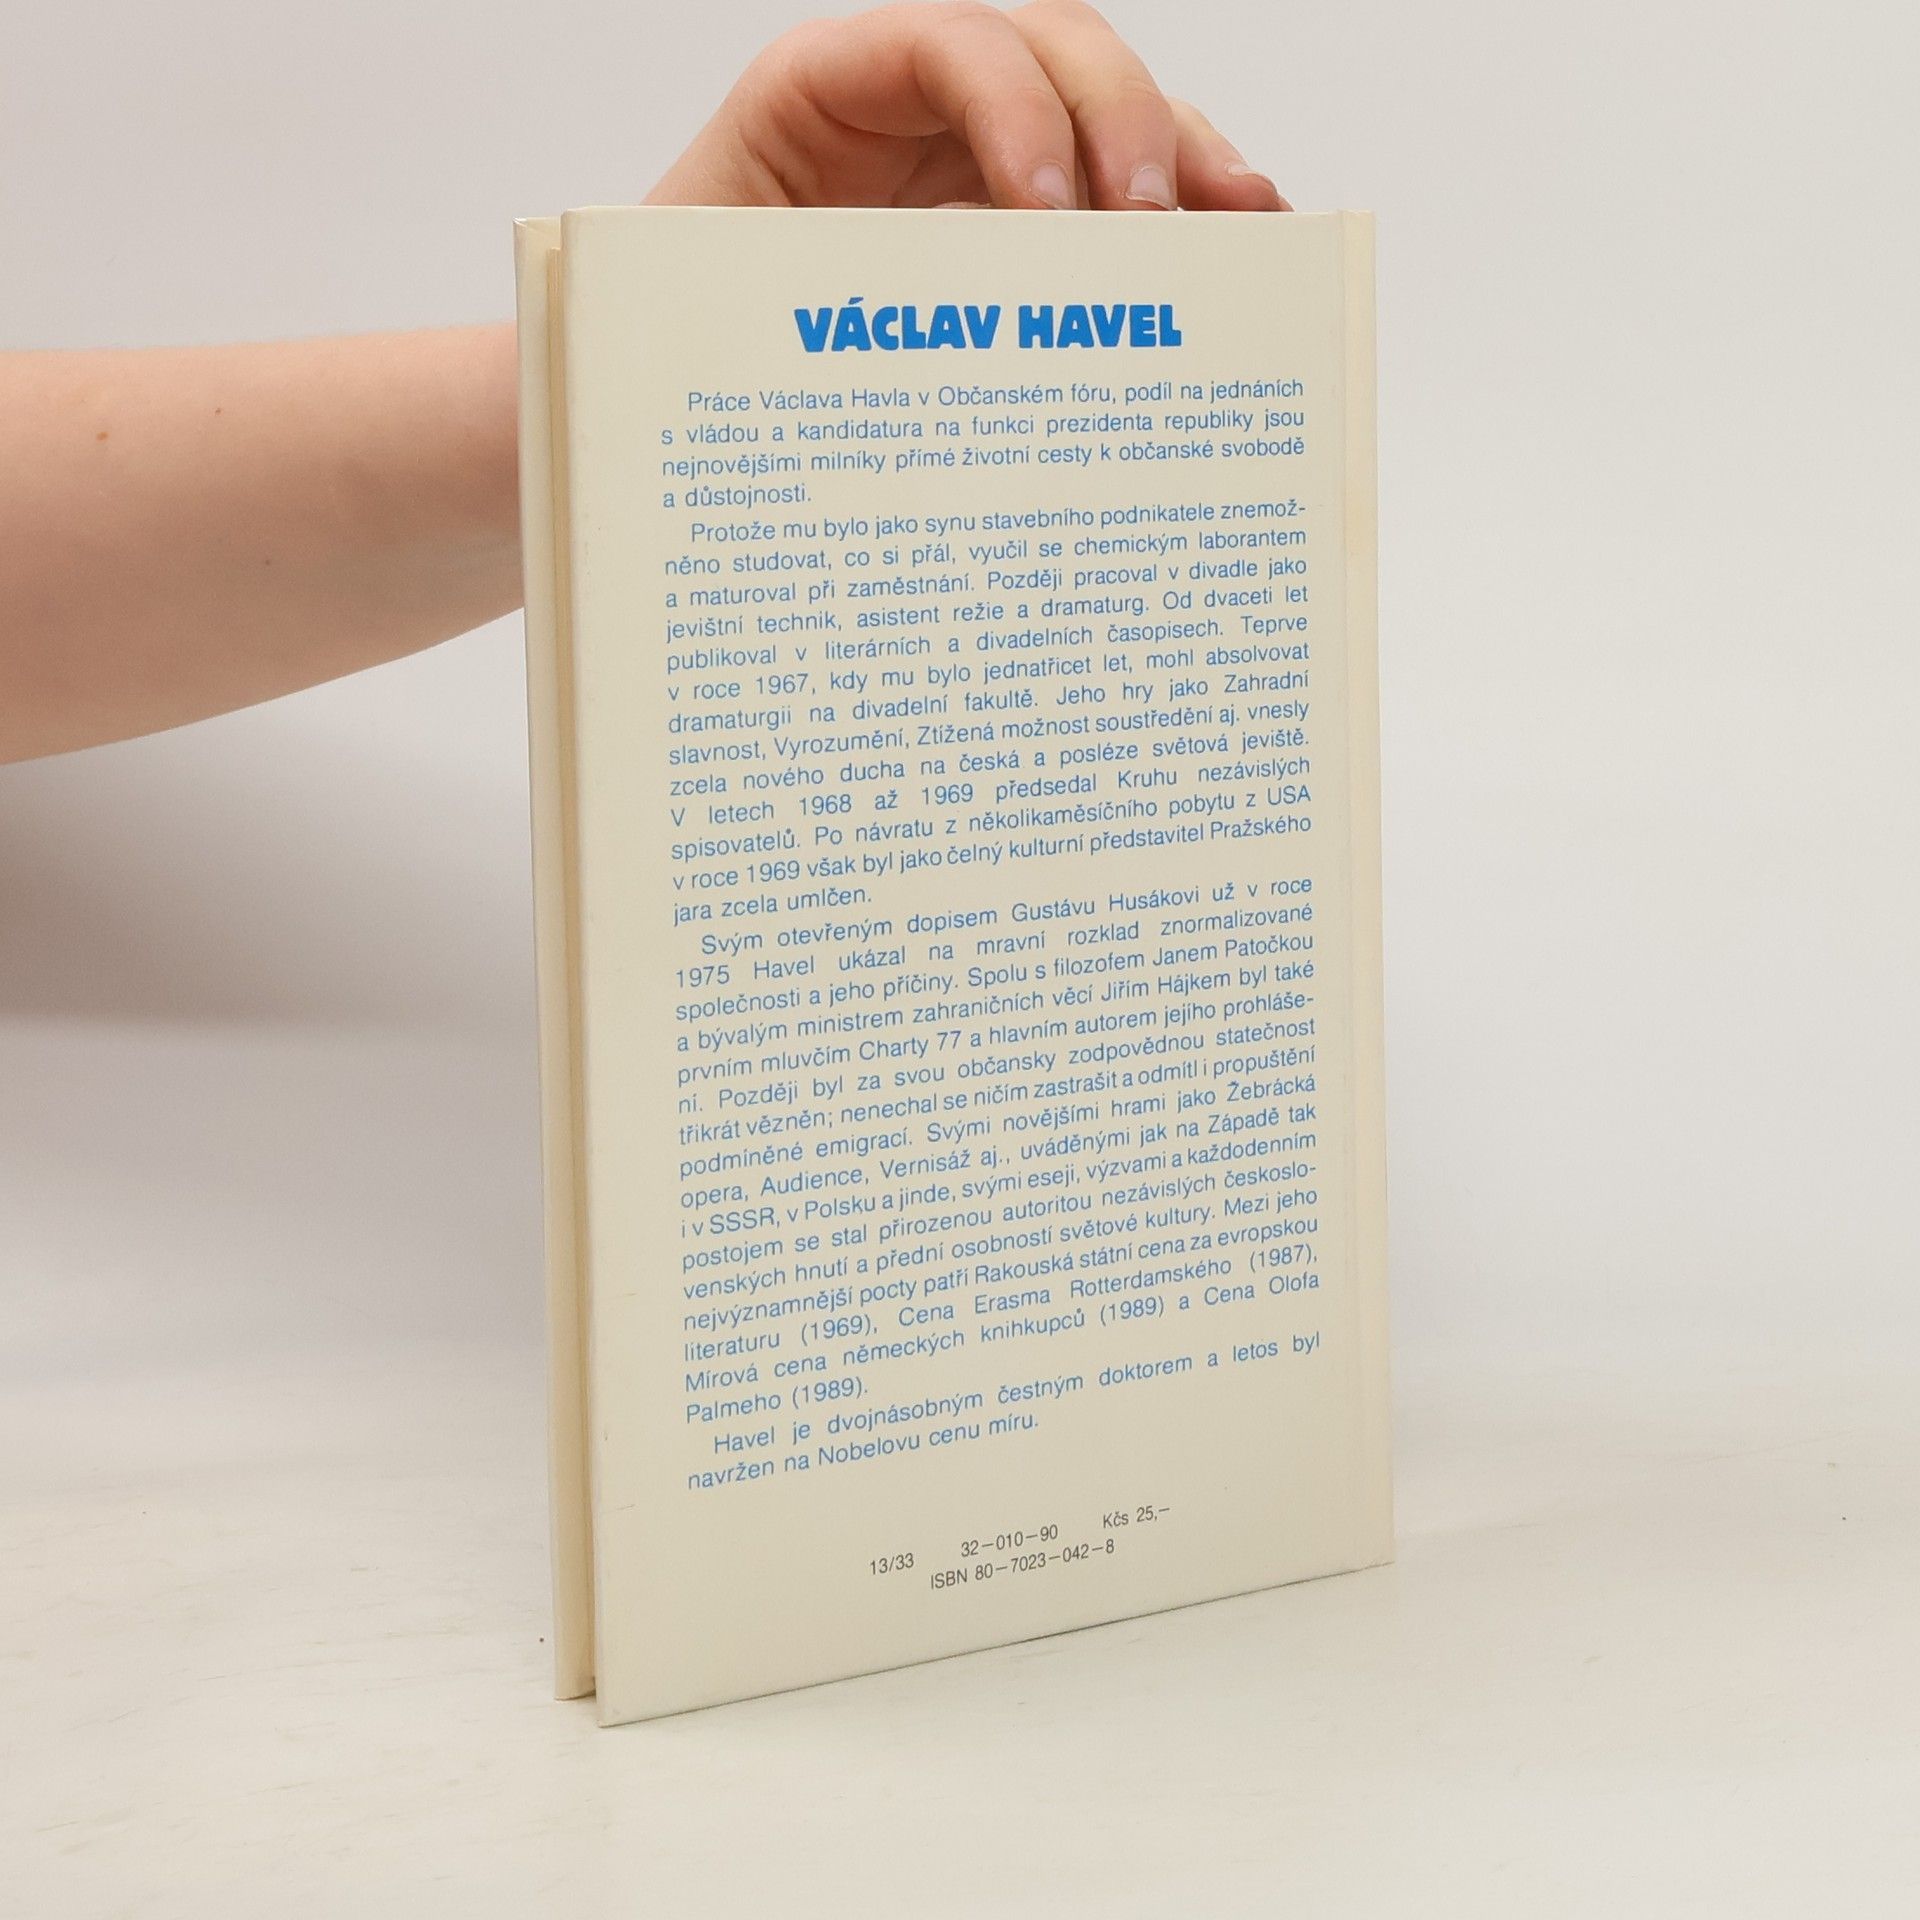 VÁCLAV HAVEL
Práce Václava Havla v Občanském fóru, podíl na jednáních
s vládou a kandidatura na funkci prezidenta republiky jsou
nejnovějšími milníky přímé životní cesty k občanské svobodě
a důstojnosti.
Protože mu bylo jako synu stavebního podnikatele znemož-
něno studovat, co si přál, vyučil se chemickým laborantem
a maturoval při zaměstnání. Později pracoval v divadle jako
jevištní technik, asistent režie a dramaturg. Od dvaceti let
publikoval v literárních a divadelních časopisech. Teprve
v roce 1967, kdy mu bylo jednatřicet let, mohl absolvovat
dramaturgii na divadelní fakultě. Jeho hry jako Zahradní
slavnost, Vyrozumění, Ztížená možnost soustředění aj. vnesly
zcela nového ducha na česká a posléze světová jeviště.
V letech 1968 až 1969 předsedal Kruhu nezávislých
spisovatelů. Po návratu z několikaměsíčního pobytu z USA
v roce 1969 však byl jako čelný kulturní představitel Pražského
jara zcela umlčen.
Svým otevřeným dopisem Gustávu Husákovi už v roce
1975 Havel ukázal na mravní rozklad znormalizované
společnosti a jeho příčiny. Spolu s filozofem Janem Patočkou
a bývalým ministrem zahraničních věcí Jiřím Hájkem byl také
prvním mluvčím Charty 77 a hlavním autorem jejího prohláše-
ní. Později byl za svou občansky zodpovědnou statečnost
třikrát vězněn; nenechal se ničím zastrašit a odmítl i propuštění
podmíněné emigrací. Svými novějšími hrami jako Žebrácká
opera, Audience, Vernisáž aj., uváděnými jak na Západě tak
i v SSSR, v Polsku a jinde, svými eseji, výzvami a každodenním
postojem se stal přirozenou autoritou nezávislých českoslo-
venských hnutí a přední osobností světové kultury. Mezi jeho
nejvýznamnější pocty patří Rakouská státní cena za evropskou
literaturu (1969), Cena Erasma Rotterdamského (1987),
Mírová cena německých knihkupců (1989) a Cena Olofa
Palmeho (1989).
Havel je dvojnásobným čestným doktorem a letos byl
navržen na Nobelovu cenu míru.
13/33 32—010—90 Kčs 25,—
ISBN 80—7023—042—8